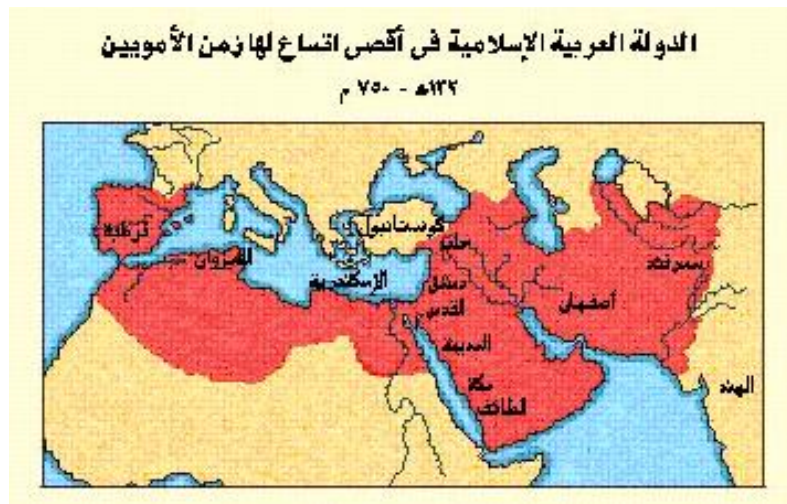 الدولة العربية الإسلامية فى أقصى اتساع لها زمن الأمويين
١٣٢هـ - ٧٥٠ م
قرطبة
القيروان
كوستانبول
الإسكندرية
حلب
دمشق
القدس
سمرقند
أصفهان
المدينة
مكة
الطائف
الهند